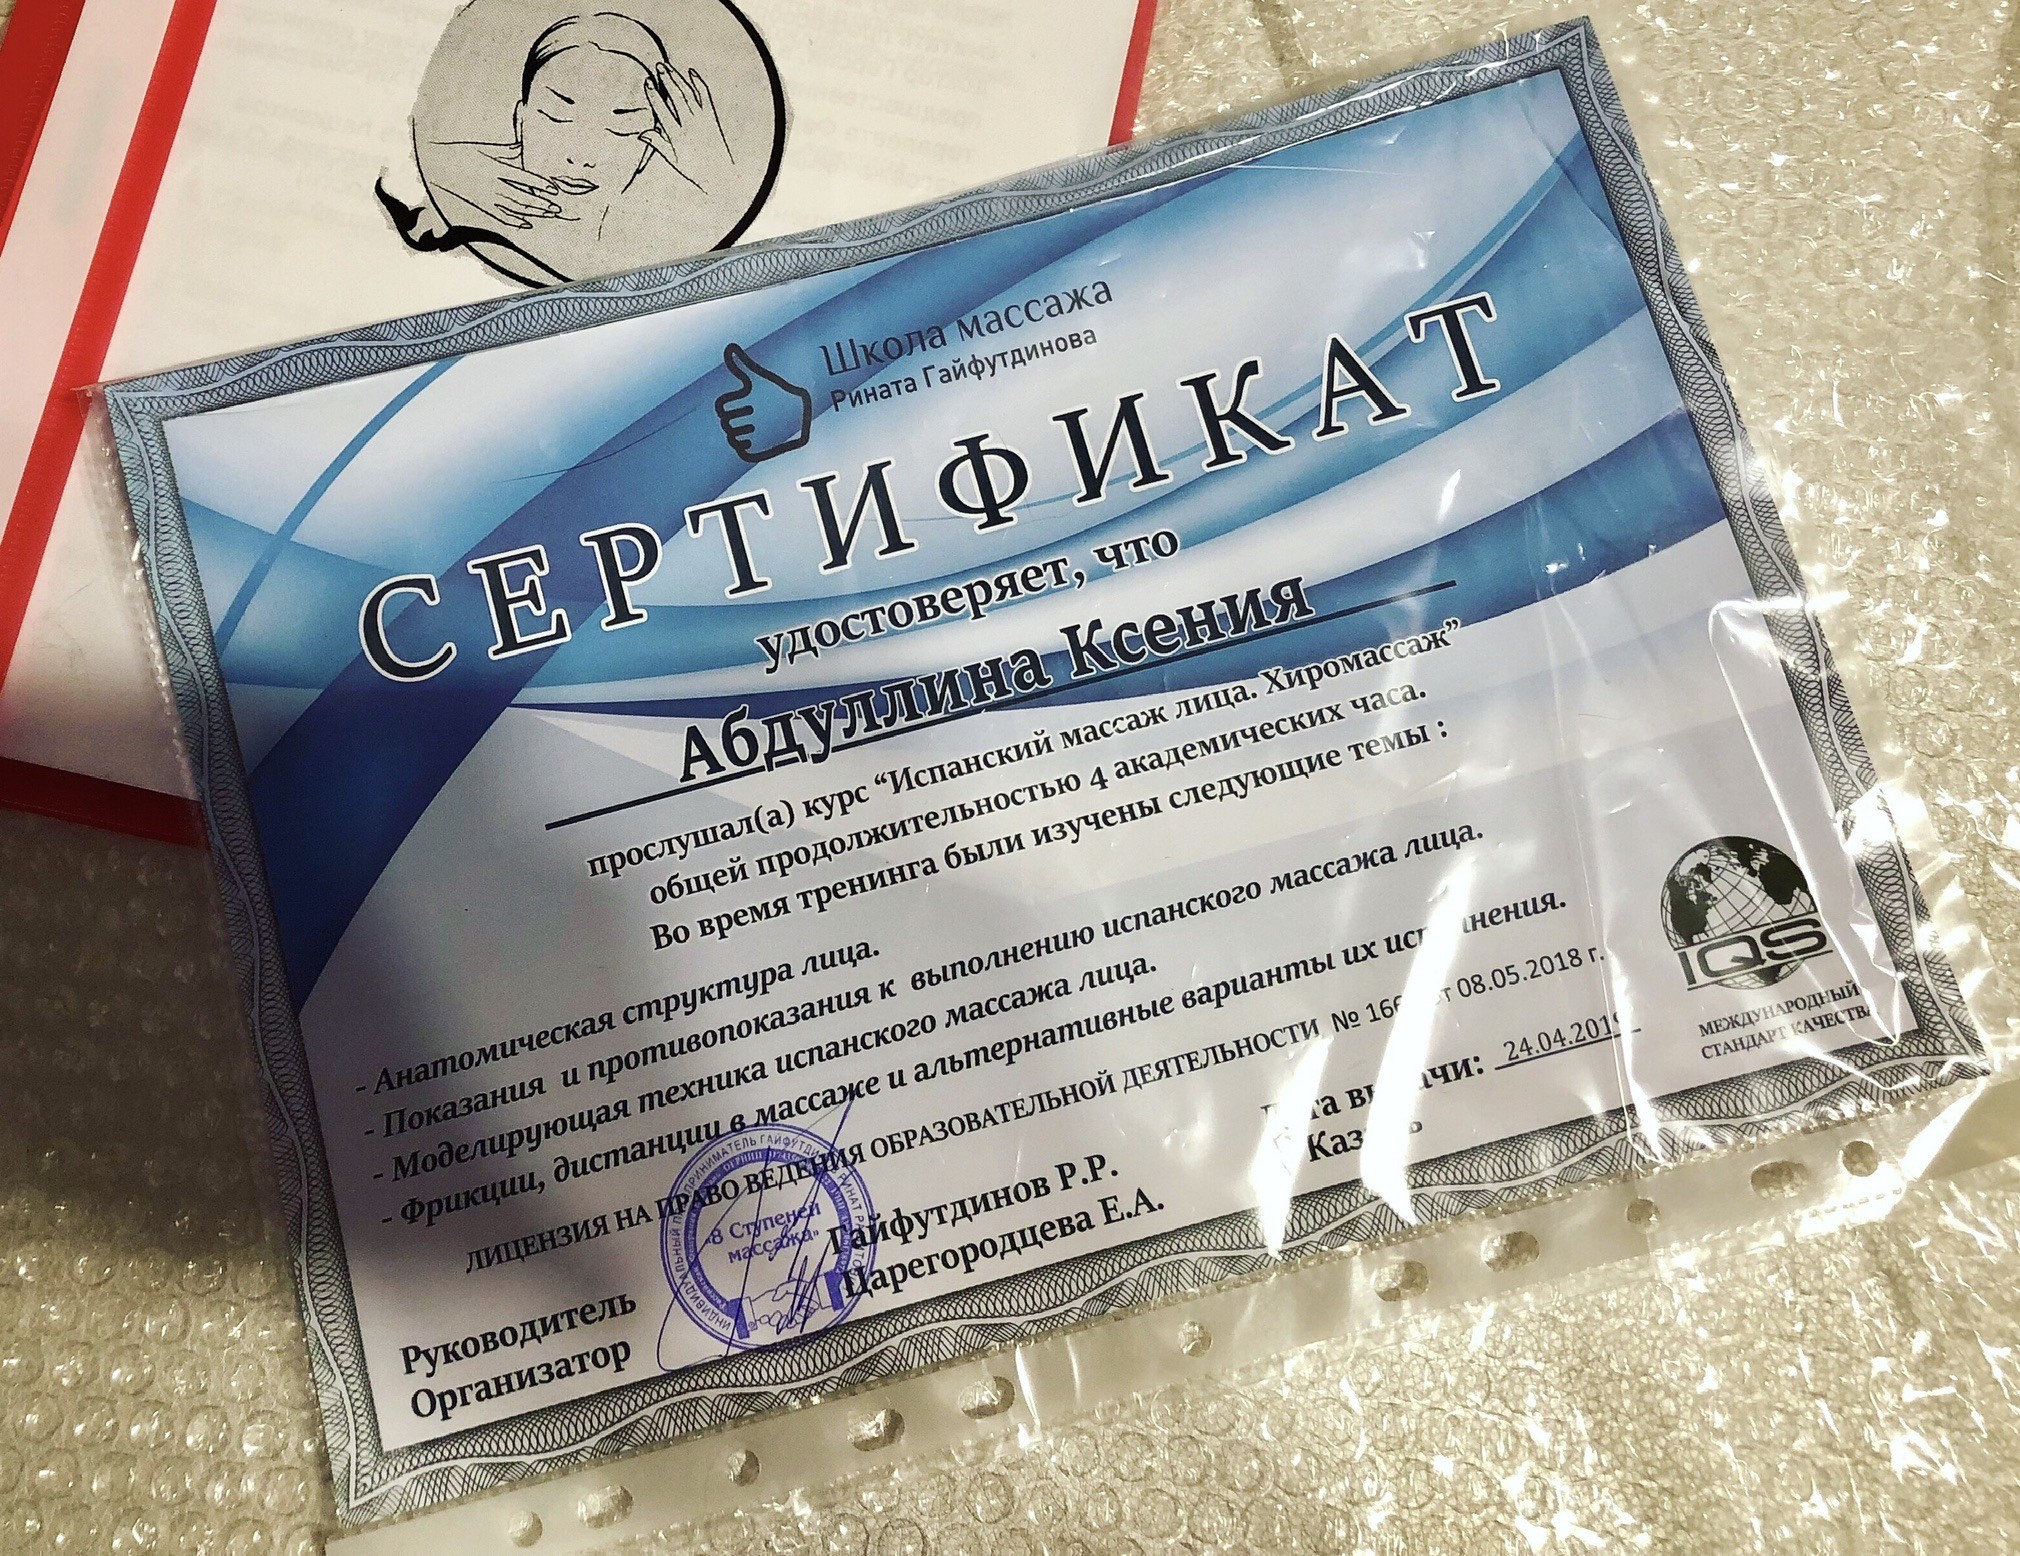 Школа массажа
Рината Гайфутдинова
СЕРТИФИКАТ
удостоверяет, что
Абдуллина Ксения
прослушал(а) курс “Испанский массаж лица. Хиромассаж”
общей продолжительностью 4 академических часа.
Во время тренинга были изучены следующие темы :
- Анатомическая структура лица.
- Показания и противопоказания к выполнению испанского массажа лица.
- Моделирующая техника испанского массажа лица.
- Фрикции, дистанции в массаже и альтернативные варианты их
ЛИЦЕНЗИЯ НА ПРАВО ВЕДЕНИЯ ОБРАЗОВАТЕЛЬНОЙ ДЕЯТЕЛЬНОСТИ № 08.05.2018 г.
Руководитель Гайфутдинов Р.Р.
Организатор Царегородцева Е.А.
24.04.2019
IQS
МЕЖДУНАРОДНЫЙ
СТАНДАРТ КАЧЕСТВА
„8 Ступеней
массажа”